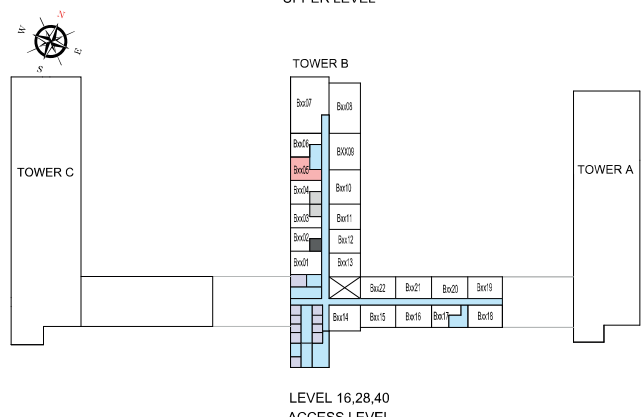 UPPER LEVEL
N
W
E
S
TOWER B
Bxx07
Bxx08
Bxx06
BXX09
Bxx05
TOWER C
TOWER A
Bxx04
Bxx10
Bxx03
Bxx11
Bxx02
Bxx12
Bxx01
Bxx13
Bxx22
Bxx21
Bxx20
Bxx19
Bxx14
Bxx15
Bxx16
Bxx17
Bxx18
LEVEL 16,28,40
ACCESS LEVEL